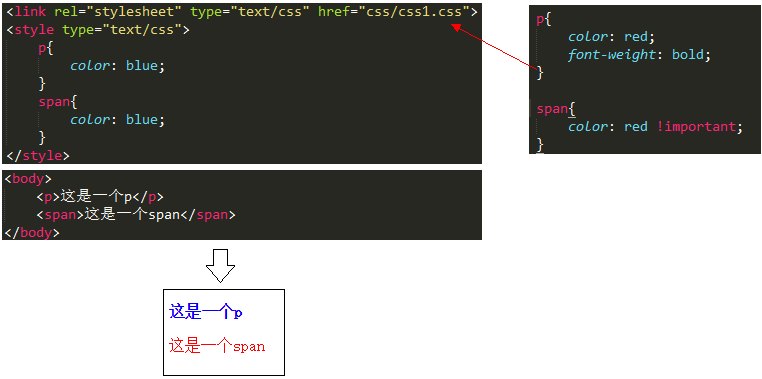 <link rel="stylesheet" type="text/css" href="css/css1.css">
<style type="text/css">
    p{
        color: blue;
    }
    span{
        color: blue;
    }
</style>
p{
    color: red;
    font-weight: bold;
}
span{
    color: red !important;
}
<body>
    <p>这是一个p</p>
    <span>这是一个span</span>
</body>
这是一个p
这是一个span